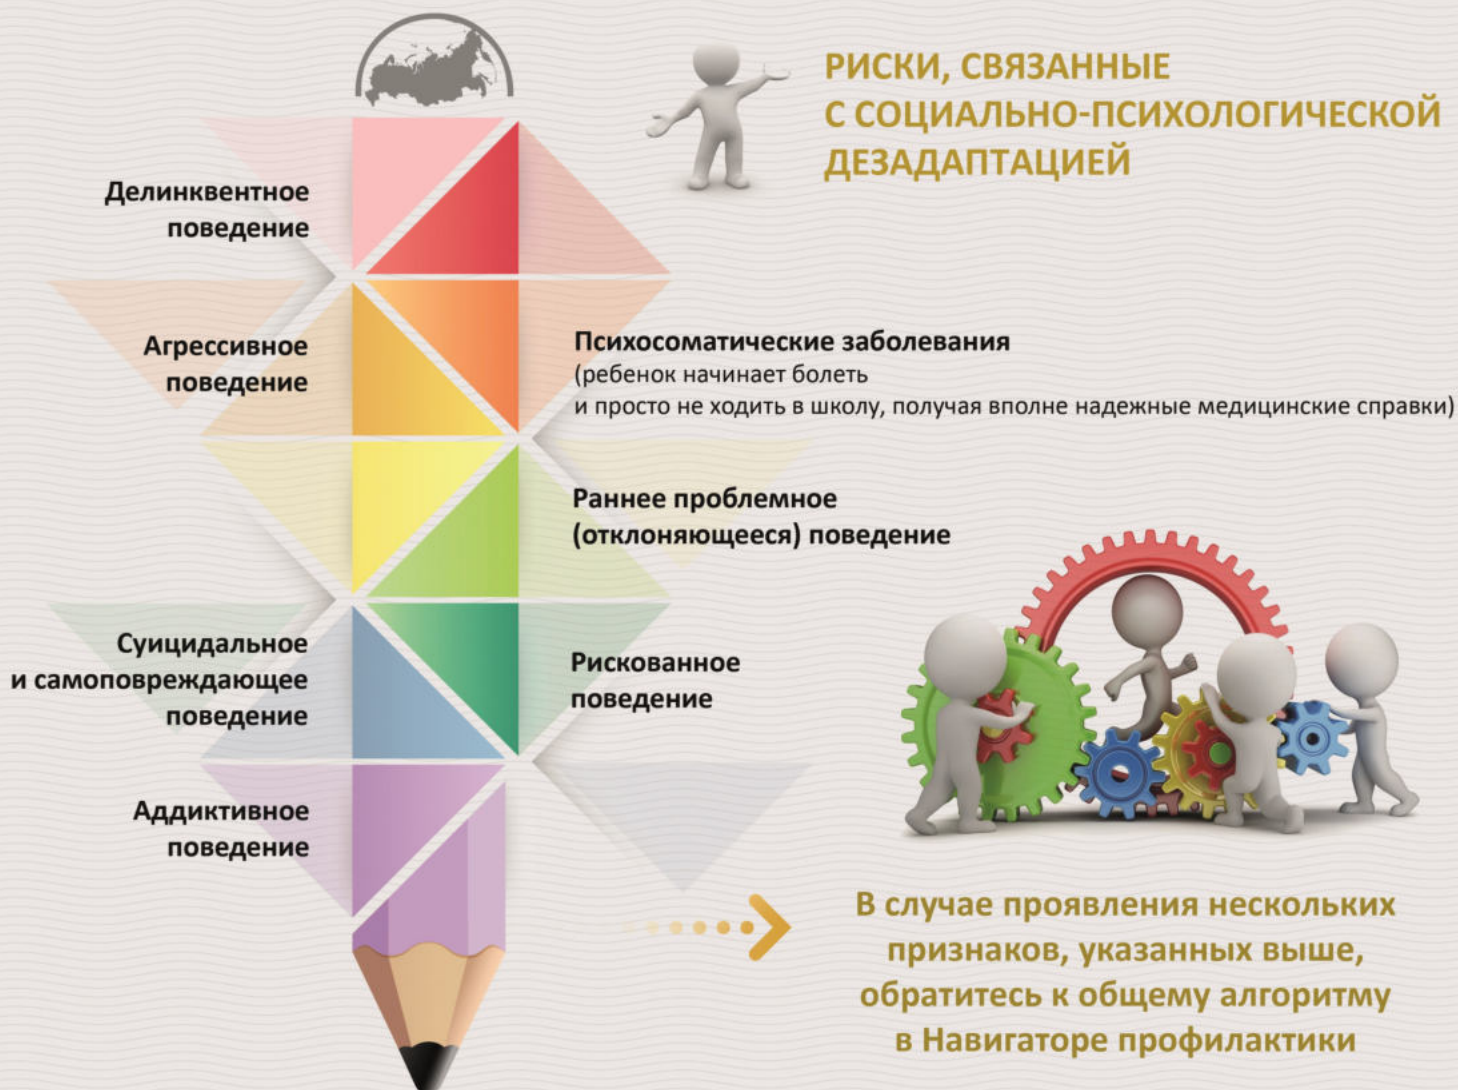 РИСКИ, СВЯЗАННЫЕ
С СОЦИАЛЬНО-ПСИХОЛОГИЧЕСКОЙ
ДЕЗАДАПТАЦИЕЙ
Делинквентное
поведение
Агрессивное
поведение
Психосоматические заболевания
(ребенок начинает болеть
и просто не ходить в школу, получая вполне надежные медицинские справки)
Раннее проблемное
(отклоняющееся) поведение
Суицидальное
и самоповреждающее
поведение
Рискованное
поведение
Аддиктивное
поведение
В случае проявления нескольких
признаков, указанных выше,
обратитесь к общему алгоритму
в Навигаторе профилактики